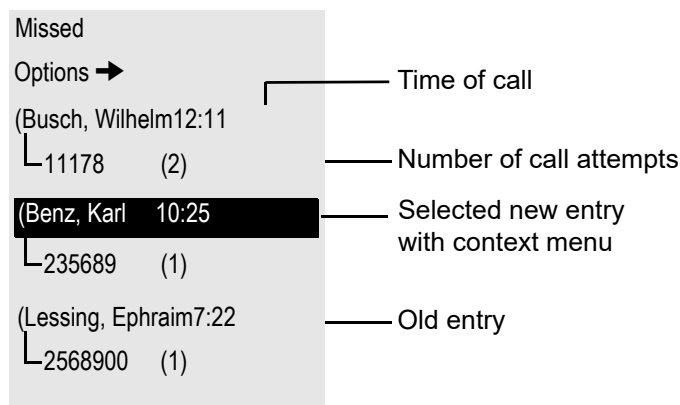 Missed
Options ➔
Time of call
(Busch, Wilhelm12:11
11178 (2)
Number of call attempts
(Benz, Karl 10:25
Selected new entry
with context menu
235689 (1)
(Lessing, Ephraim7:22
Old entry
2568900 (1)